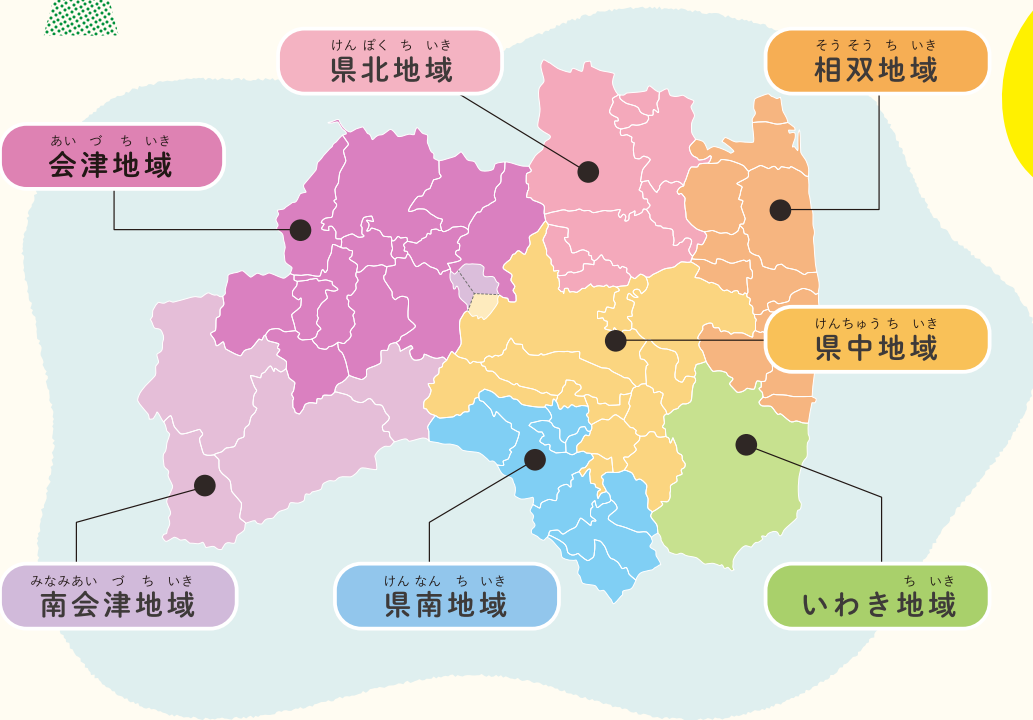 けん ぽく ち いき
県北地域
そう そう ち いき
相双地域
あい づ ち いき
会津地域
けんちゅう ち いき
県中地域
みなみあい づ ち いき
南会津地域
けん なん ち いき
県南地域
ち いき
いわき地域